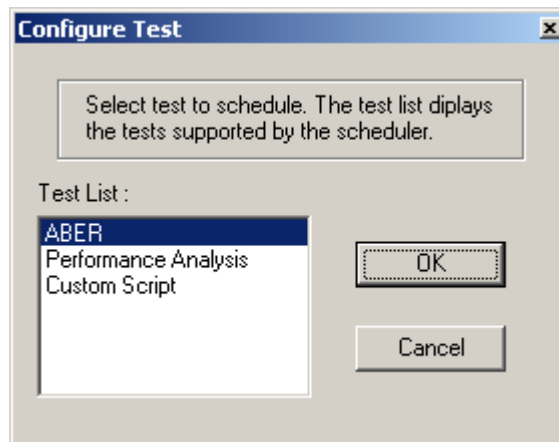 Configure Test
Select test to schedule. The test list diplays
the tests supported by the scheduler.
Test List :
ABER
Performance Analysis
Custom Script
OK
Cancel